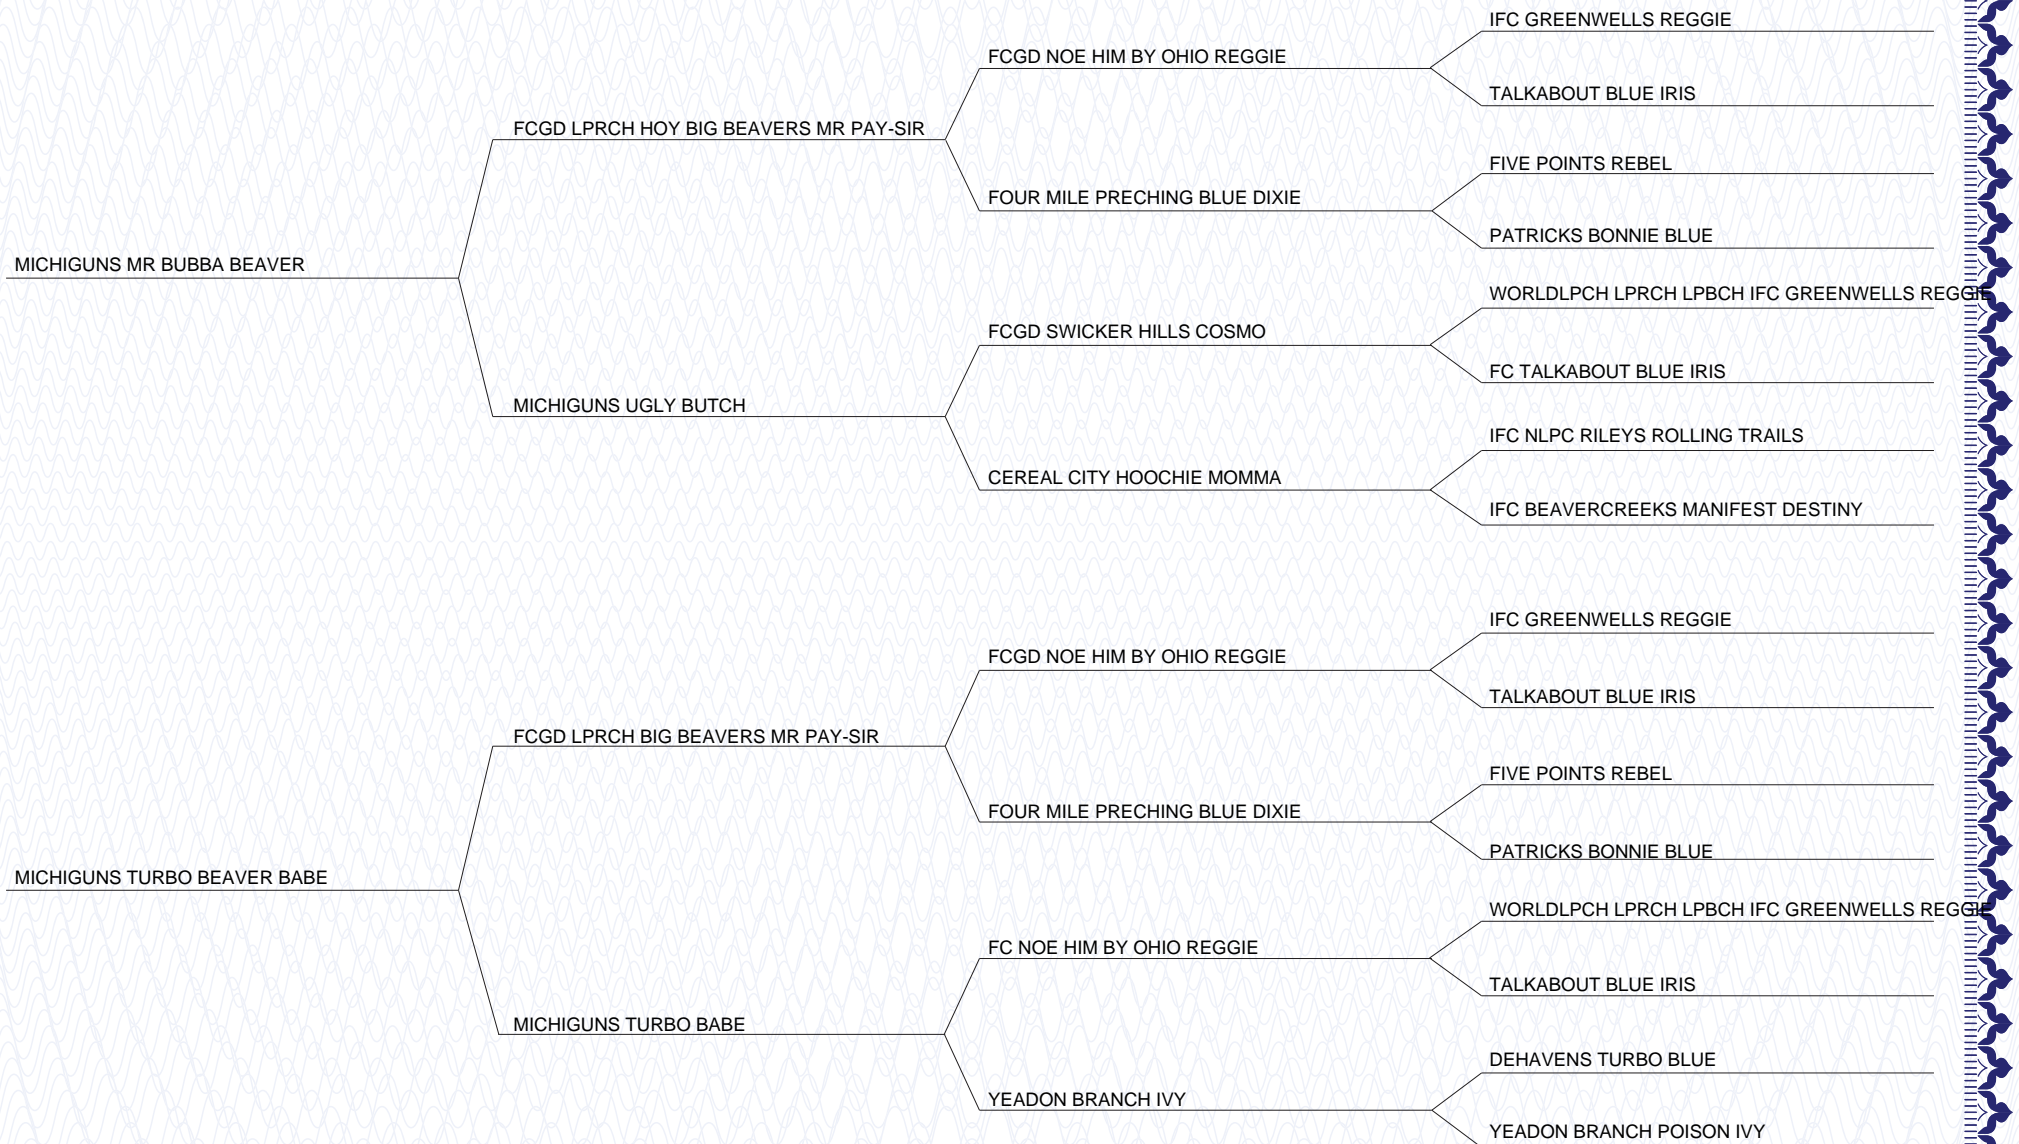 IFC GREENWELLS REGGIE
FCGD NOE HIM BY OHIO REGGIE
TALKABOUT BLUE IRIS
FCGD LPRCH HOY BIG BEAVERS MR PAY-SIR
FIVE POINTS REBEL
FOUR MILE PRECHING BLUE DIXIE
PATRICKS BONNIE BLUE
MICHIGUNS MR BUBBA BEAVER
WORLDLPCH LPRCH LPBCH IFC GREENWELLS REGGIE
FCGD SWICKER HILLS COSMO
FC TALKABOUT BLUE IRIS
MICHIGUNS UGLY BUTCH
IFC NLPC RILEYS ROLLING TRAILS
CEREAL CITY HOOCHIE MOMMA
IFC BEAVERCREEKS MANIFEST DESTINY
IFC GREENWELLS REGGIE
FCGD NOE HIM BY OHIO REGGIE
TALKABOUT BLUE IRIS
FCGD LPRCH BIG BEAVERS MR PAY-SIR
FIVE POINTS REBEL
FOUR MILE PRECHING BLUE DIXIE
PATRICKS BONNIE BLUE
MICHIGUNS TURBO BEAVER BABE
WORLDLPCH LPRCH LPBCH IFC GREENWELLS REGGIE
FC NOE HIM BY OHIO REGGIE
TALKABOUT BLUE IRIS
MICHIGUNS TURBO BABE
DEHAVENS TURBO BLUE
YEADON BRANCH IVY
YEADON BRANCH POISON IVY